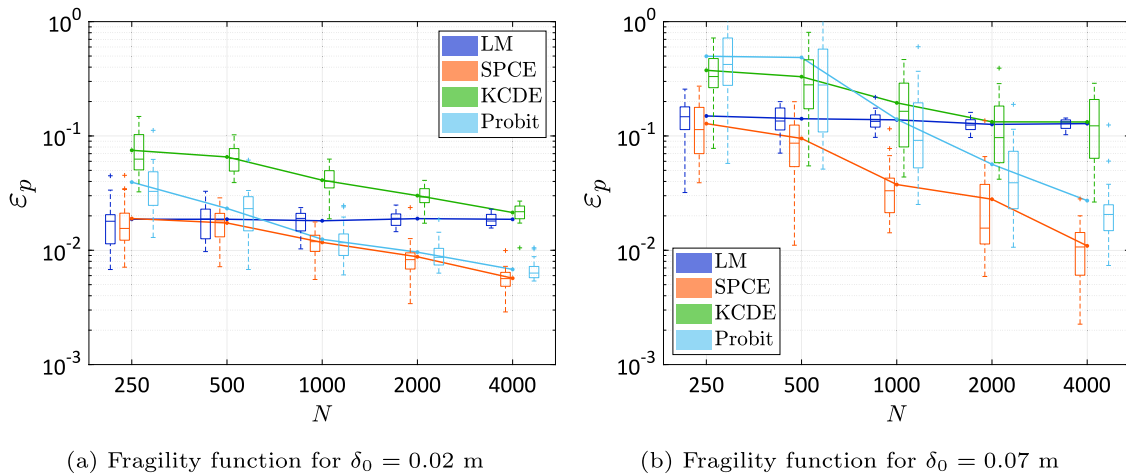 10^0
10^-1
10^-2
10^-3
ε_p
250 500 1000 2000 4000
N
LM
SPCE
KCDE
Probit
(a) Fragility function for δ_0 = 0.02 m
10^0
10^-1
10^-2
10^-3
ε_p
250 500 1000 2000 4000
N
LM
SPCE
KCDE
Probit
(b) Fragility function for δ_0 = 0.07 m